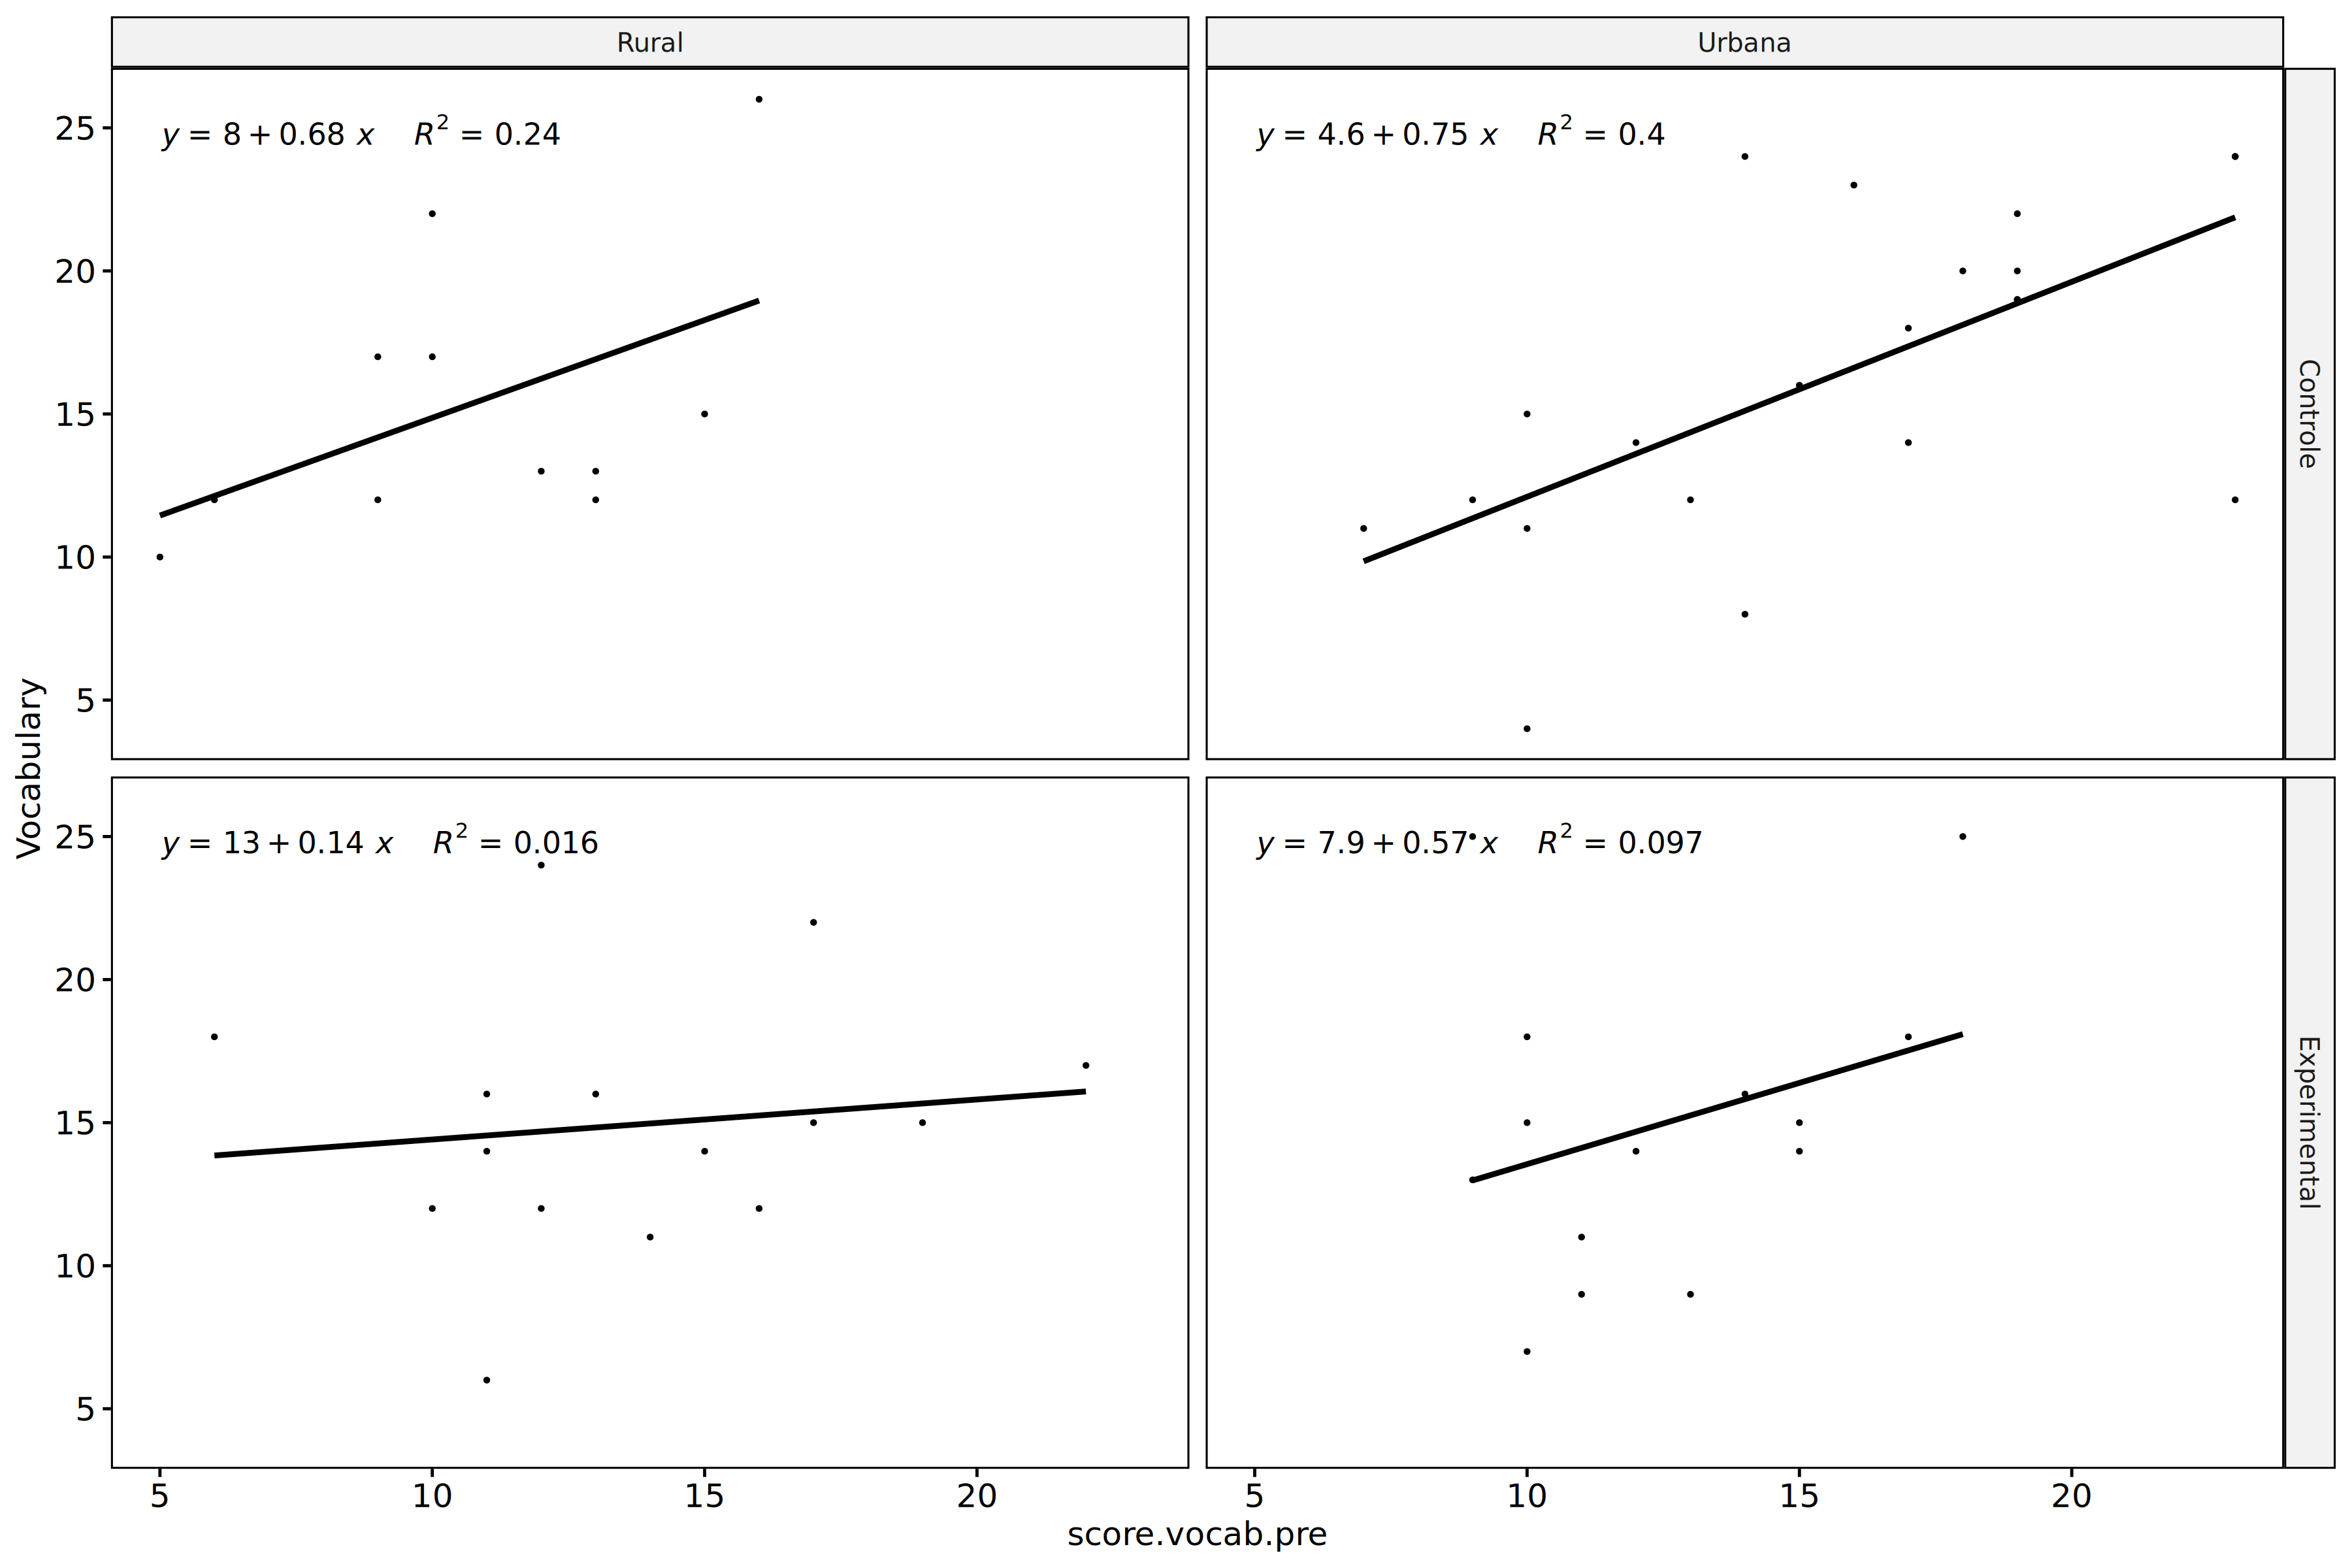 Rural
Urbana
y = 8 + 0.68 x R² = 0.24
y = 4.6 + 0.75 x R² = 0.4
25
20
15
10
5
Controle
Vocabulary
y = 13 + 0.14 x R² = 0.016
y = 7.9 + 0.57 x R² = 0.097
25
20
15
10
5
Experimental
5 10 15 20
5 10 15 20
score.vocab.pre